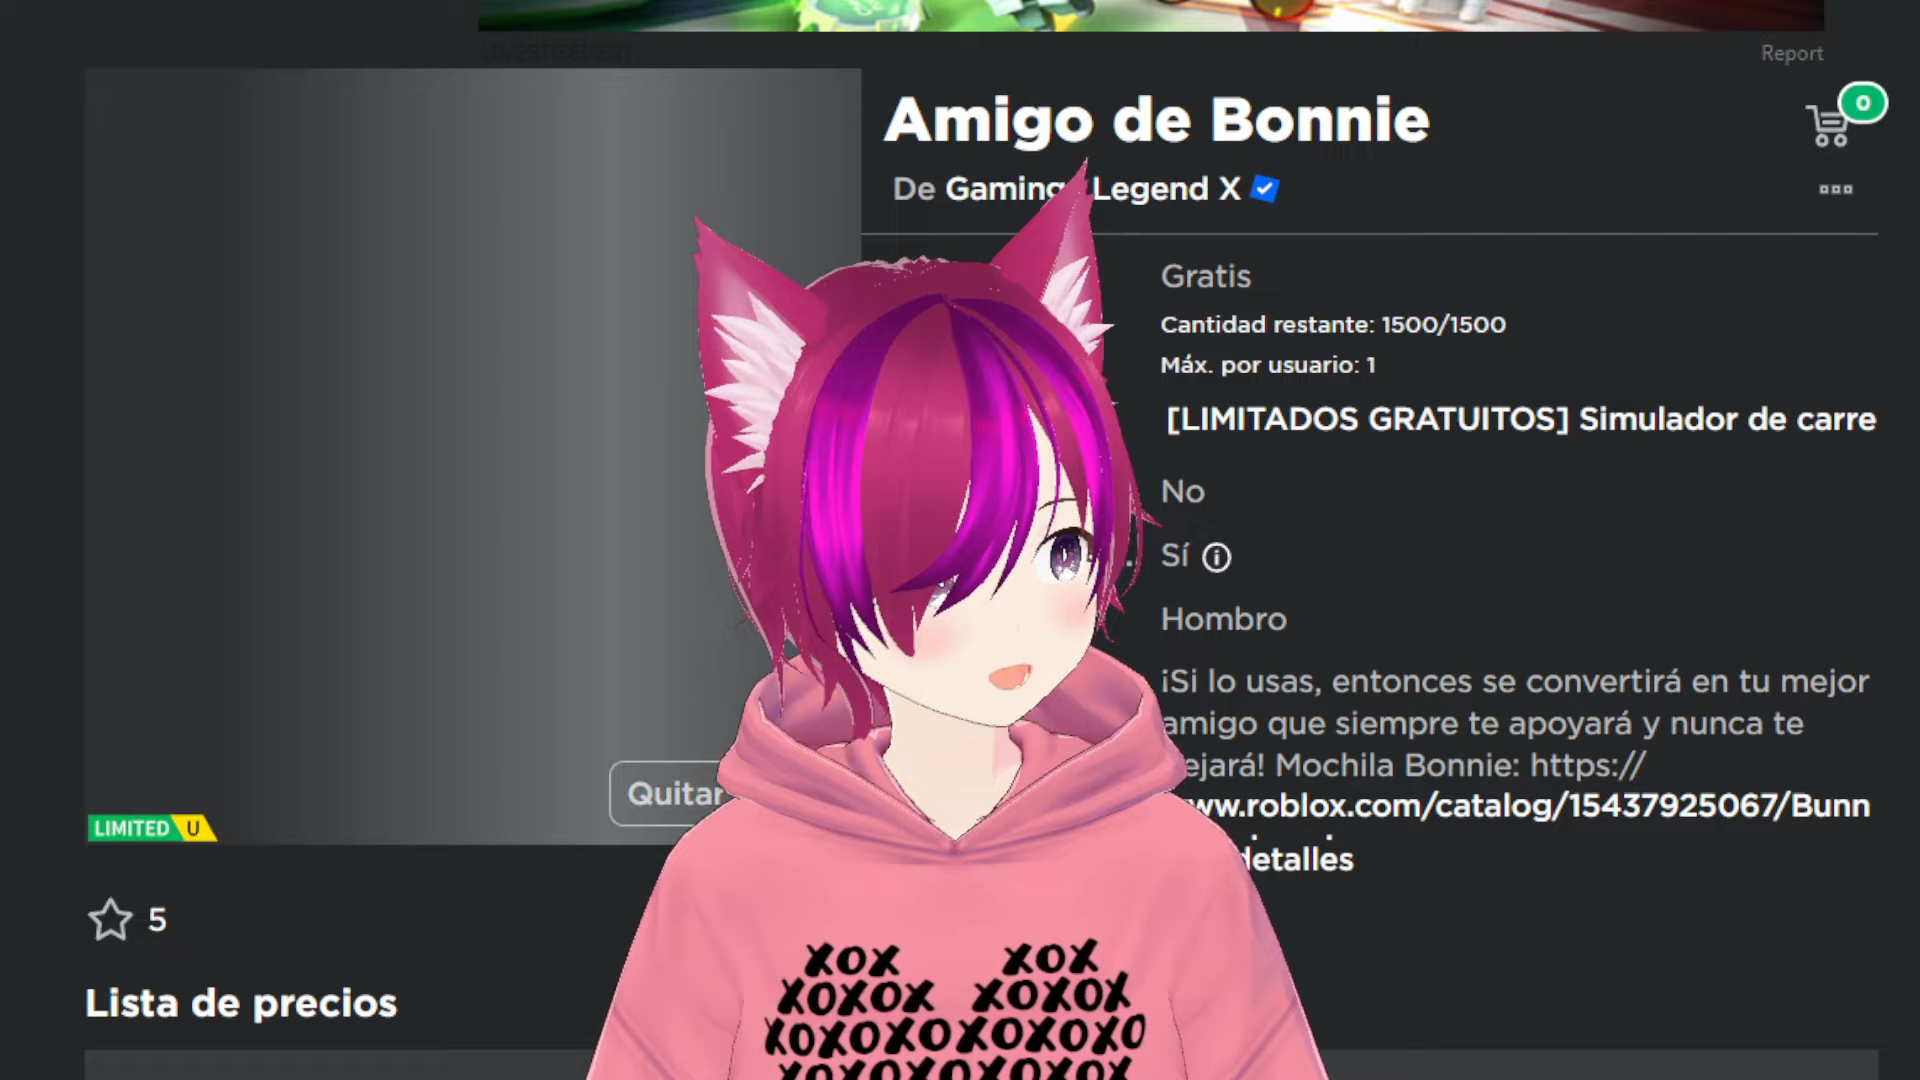 ADVERTISEMENT
Report
Amigo de Bonnie
0
De Gaming Legend X
Gratis
Cantidad restante: 1500/1500
Máx. por usuario: 1
[LIMITADOS GRATUITOS] Simulador de carre
No
Sí
Hombro
¡Si lo usas, entonces se convertirá en tu mejor
amigo que siempre te apoyará y nunca te
ejará! Mochila Bonnie: https://
ww.roblox.com/catalog/15437925067/Bunn
detalles
Quitar
LIMITED U
5
Lista de precios
XOX XOX
XOXOX XOXOX
XOXOXOXOXOXO
XOXOXOXOXOX